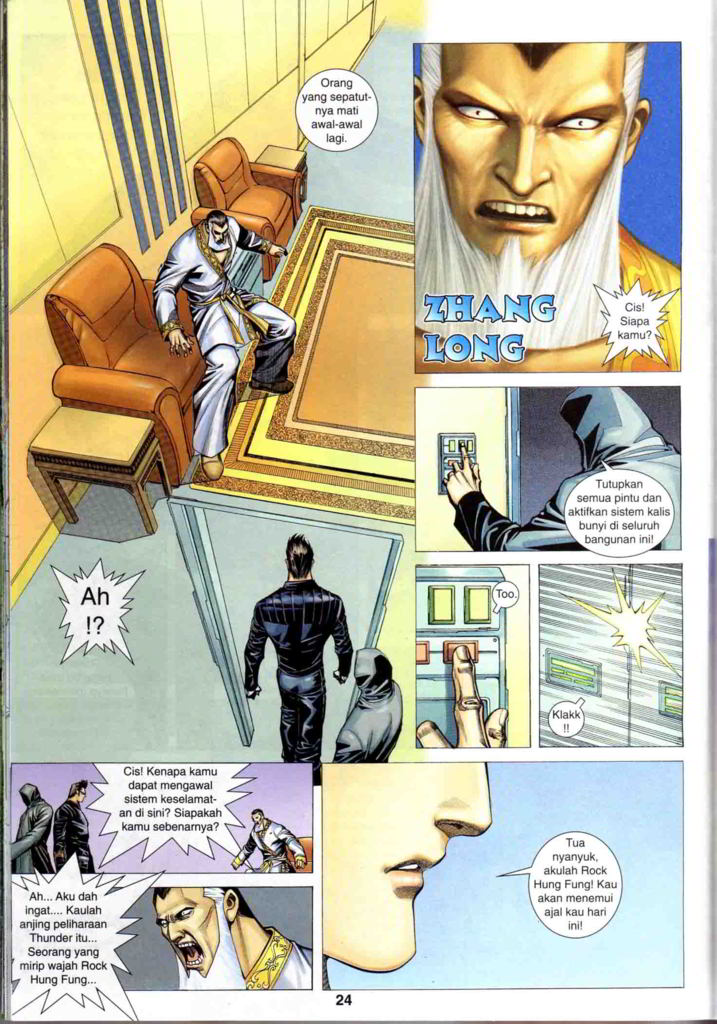 Orang
yang sepatut-
nya mati
awal-awal
lagi.
ZHANG
LONG
Cis!
Siapa
kamu?
Tutupkan
semua pintu dan
aktifkan sistem kalis
bunyi di seluruh
bangunan ini!
Ah
!?
Too.
Klakk
!!
Cis! Kenapa kamu
dapat mengawal
sistem keselamat-
an di sini? Siapakah
kamu sebenarnya?
Ah... Aku dah
ingat.... Kaulah
anjing peliharaan
Thunder itu...
Seorang yang
mirip wajah Rock
Hung Fung...
Tua
nyanyuk,
akulah Rock
Hung Fung! Kau
akan menemui
ajal kau hari
ini!
24